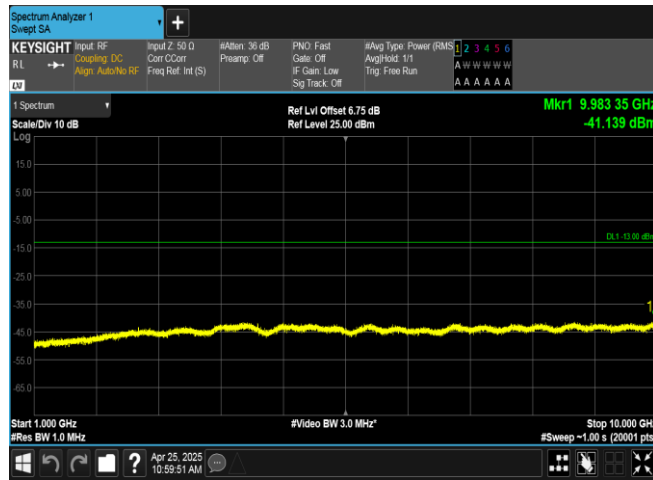 Spectrum Analyzer 1
Swept SA
+
KEYSIGHT Input: RF Input Z: 50 Ω #Atten: 36 dB PNO: Fast #Avg Type: Power (RMS 1 2 3 4 5 6
RL Coupling: DC Corr CCorr Preamp: Off Gate: Off Avg|Hold: 1/1 A W W W W W
Align: Auto/No RF Freq Ref: Int (S) IF Gain: Low Trig: Free Run
LXI Sig Track: Off A A A A A A
1 Spectrum
Ref Lvl Offset 6.75 dB Mkr1 9.983 35 GHz
Scale/Div 10 dB Ref Level 25.00 dBm -41.139 dBm
Log
15.0
5.00
-5.00
DL1 -13.00 dBm
-15.0
-25.0
-35.0
1
-45.0
-55.0
-65.0
Start 1.000 GHz #Video BW 3.0 MHz* Stop 10.000 GHz
#Res BW 1.0 MHz #Sweep ~1.00 s (20001 pts
? Apr 25, 2025
10:59:51 AM